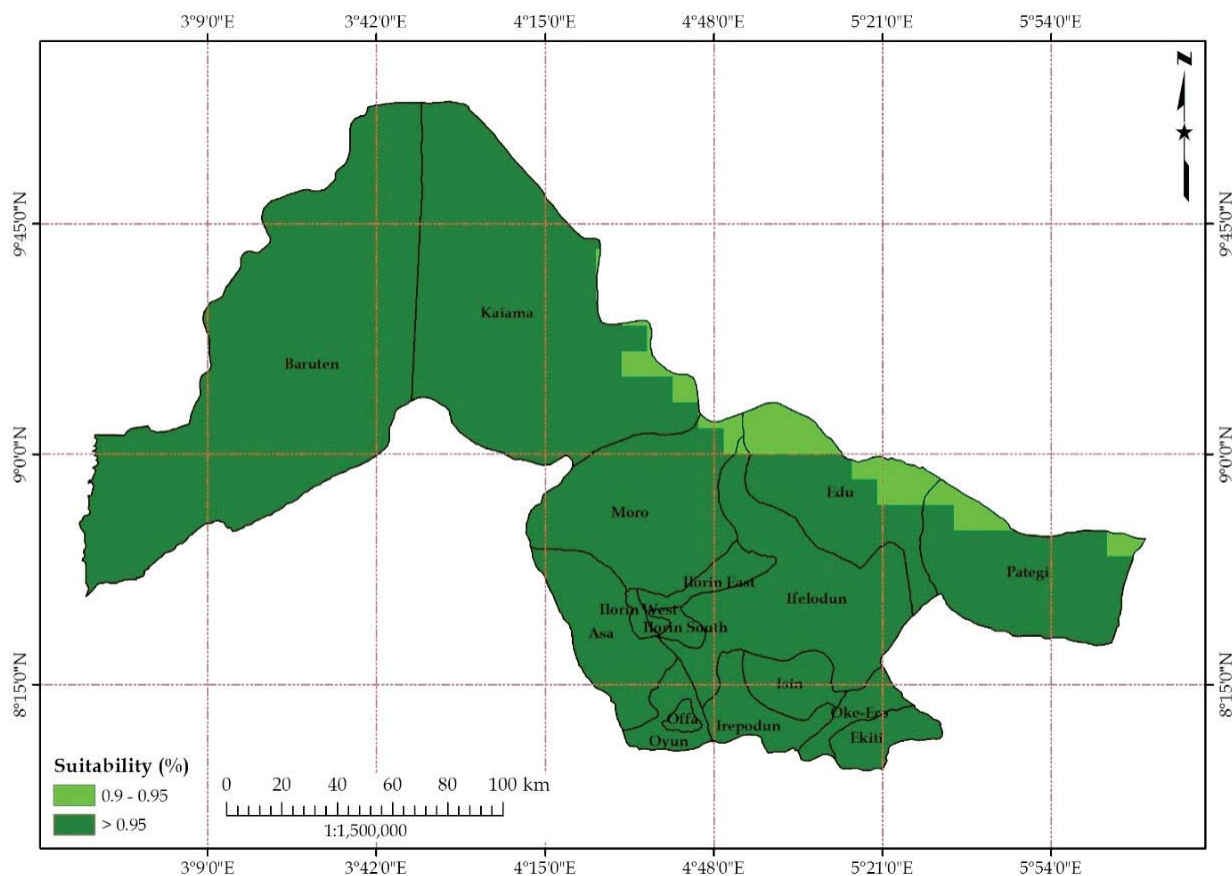 3°9'0"E 3°42'0"E 4°15'0"E 4°48'0"E 5°21'0"E 5°54'0"E
N
9°45'0"N 9°45'0"N
Kaiama
Baruten
9°0'0"N 9°0'0"N
Edu
Moro
Pategi
Ilorin East
Ifelodun
Ilorin West
Ilorin South
Asa
8°15'0"N 8°15'0"N
Isin
Oke-Ero
Offa
Irepodun
Ekiti
Oyun
Suitability (%)
0.9 - 0.95
> 0.95
0 20 40 60 80 100 km
1:1,500,000
3°9'0"E 3°42'0"E 4°15'0"E 4°48'0"E 5°21'0"E 5°54'0"E